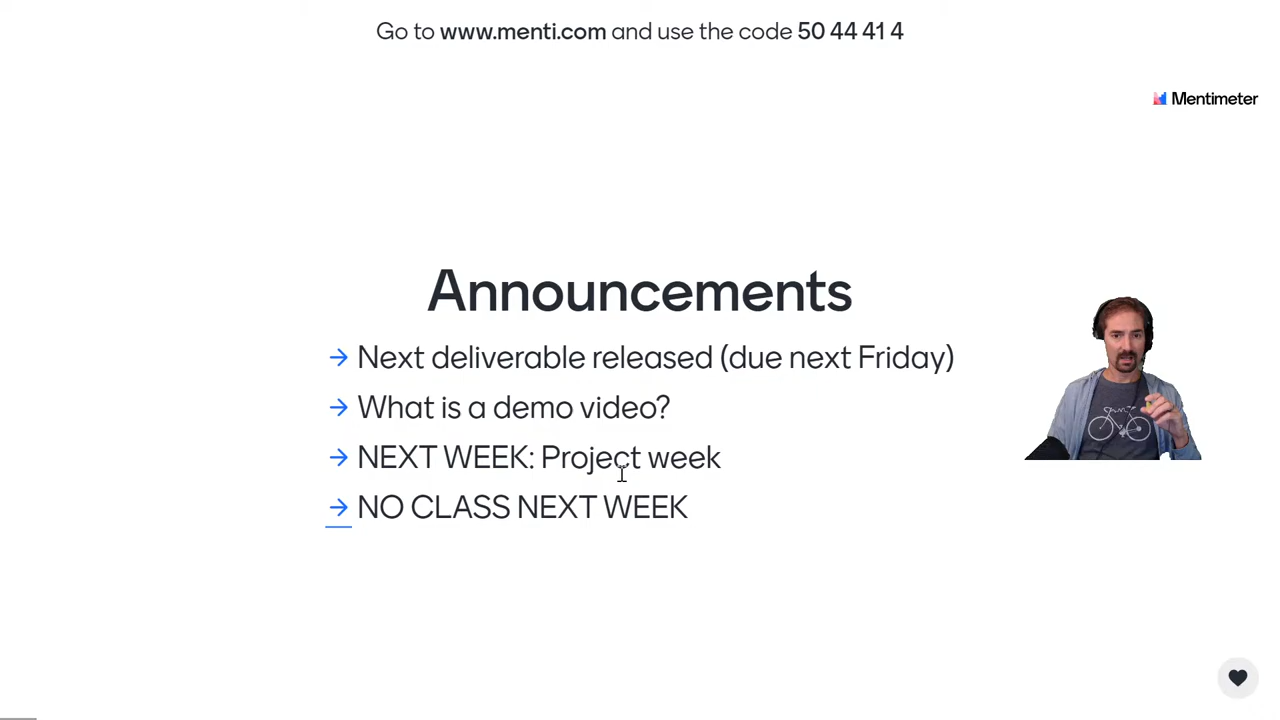 Go to www.menti.com and use the code 50 44 41 4
Mentimeter
Announcements
→ Next deliverable released (due next Friday)
→ What is a demo video?
→ NEXT WEEK: Project week
→ NO CLASS NEXT WEEK